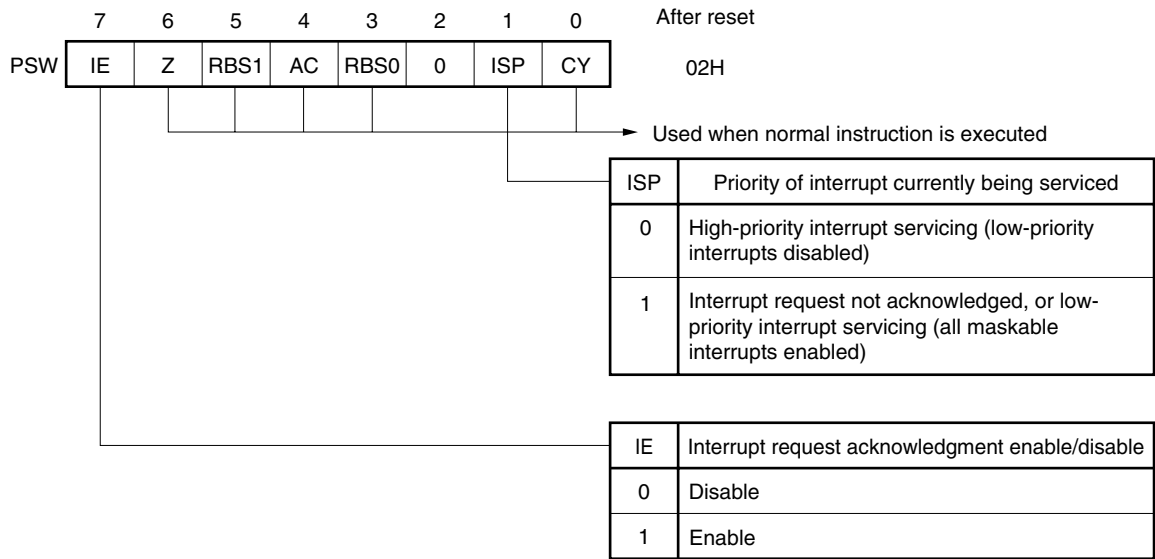 7 6 5 4 3 2 1 0 After reset
PSW IE Z RBS1 AC RBS0 0 ISP CY 02H
Used when normal instruction is executed
ISP Priority of interrupt currently being serviced
0 High-priority interrupt servicing (low-priority
interrupts disabled)
1 Interrupt request not acknowledged, or low-
priority interrupt servicing (all maskable
interrupts enabled)
IE Interrupt request acknowledgment enable/disable
0 Disable
1 Enable